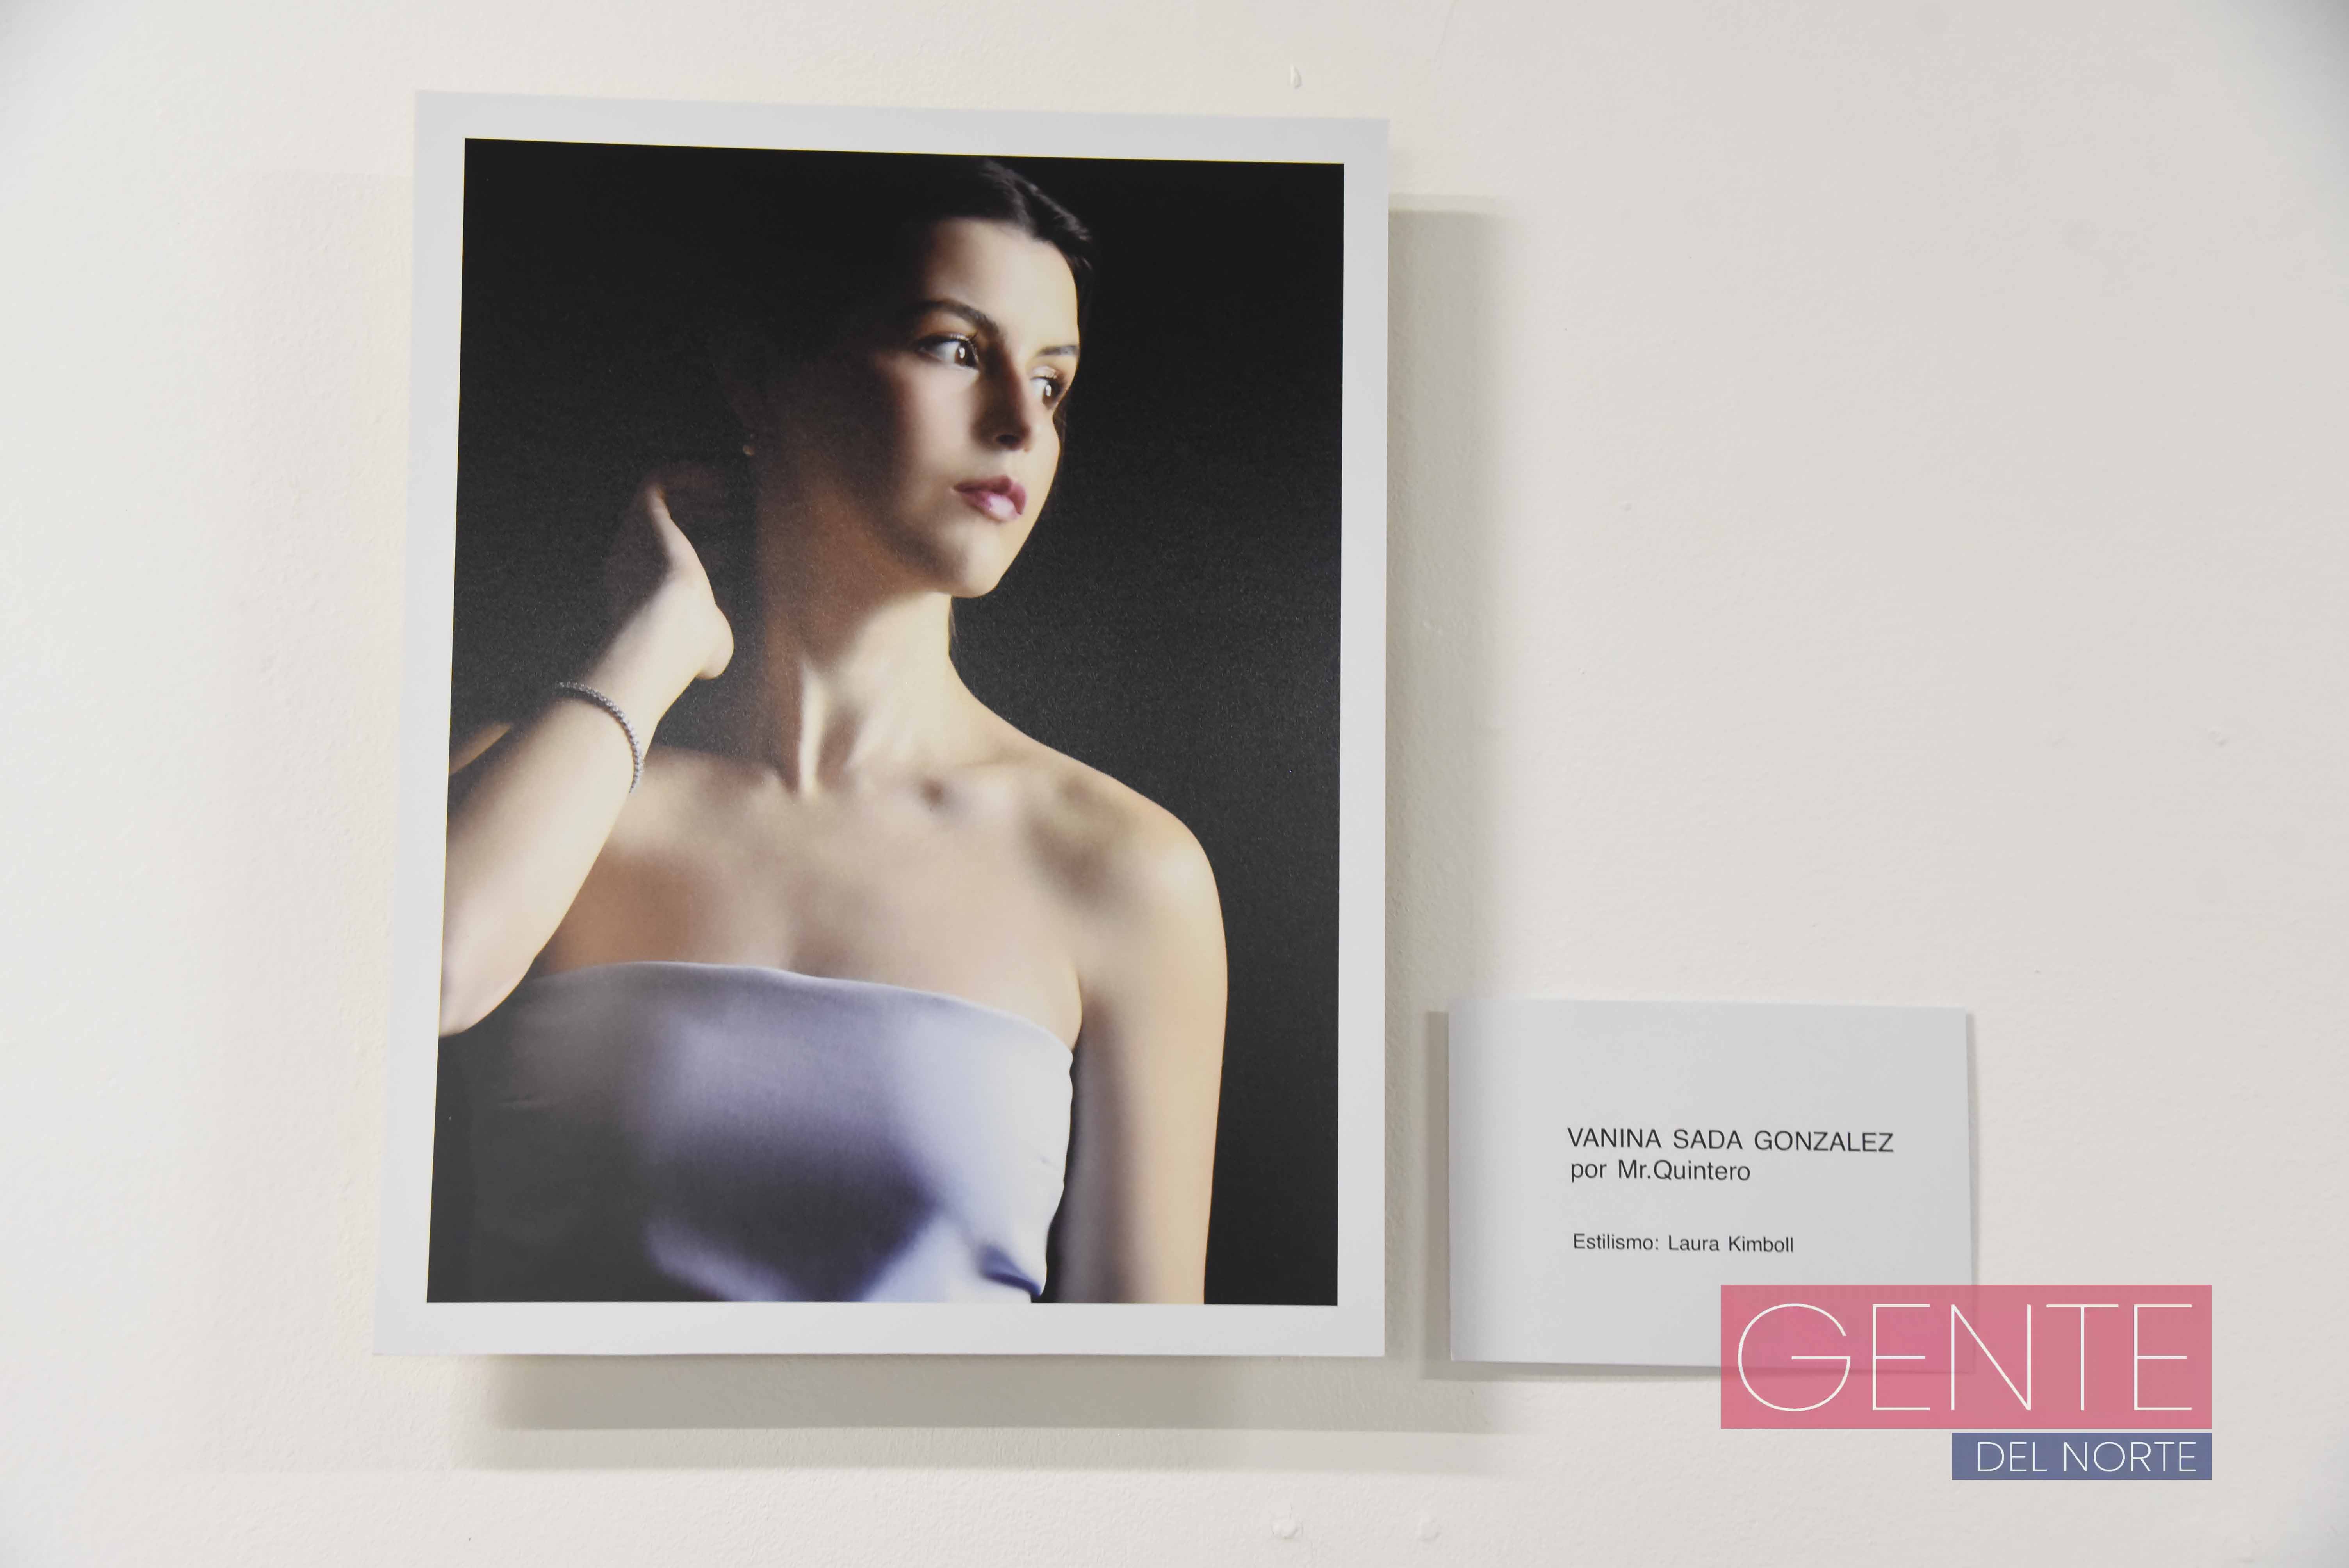 VANINA SADA GONZALEZ
por Mr.Quintero
Estilismo: Laura Kimboll
GENTE
DEL NORTE